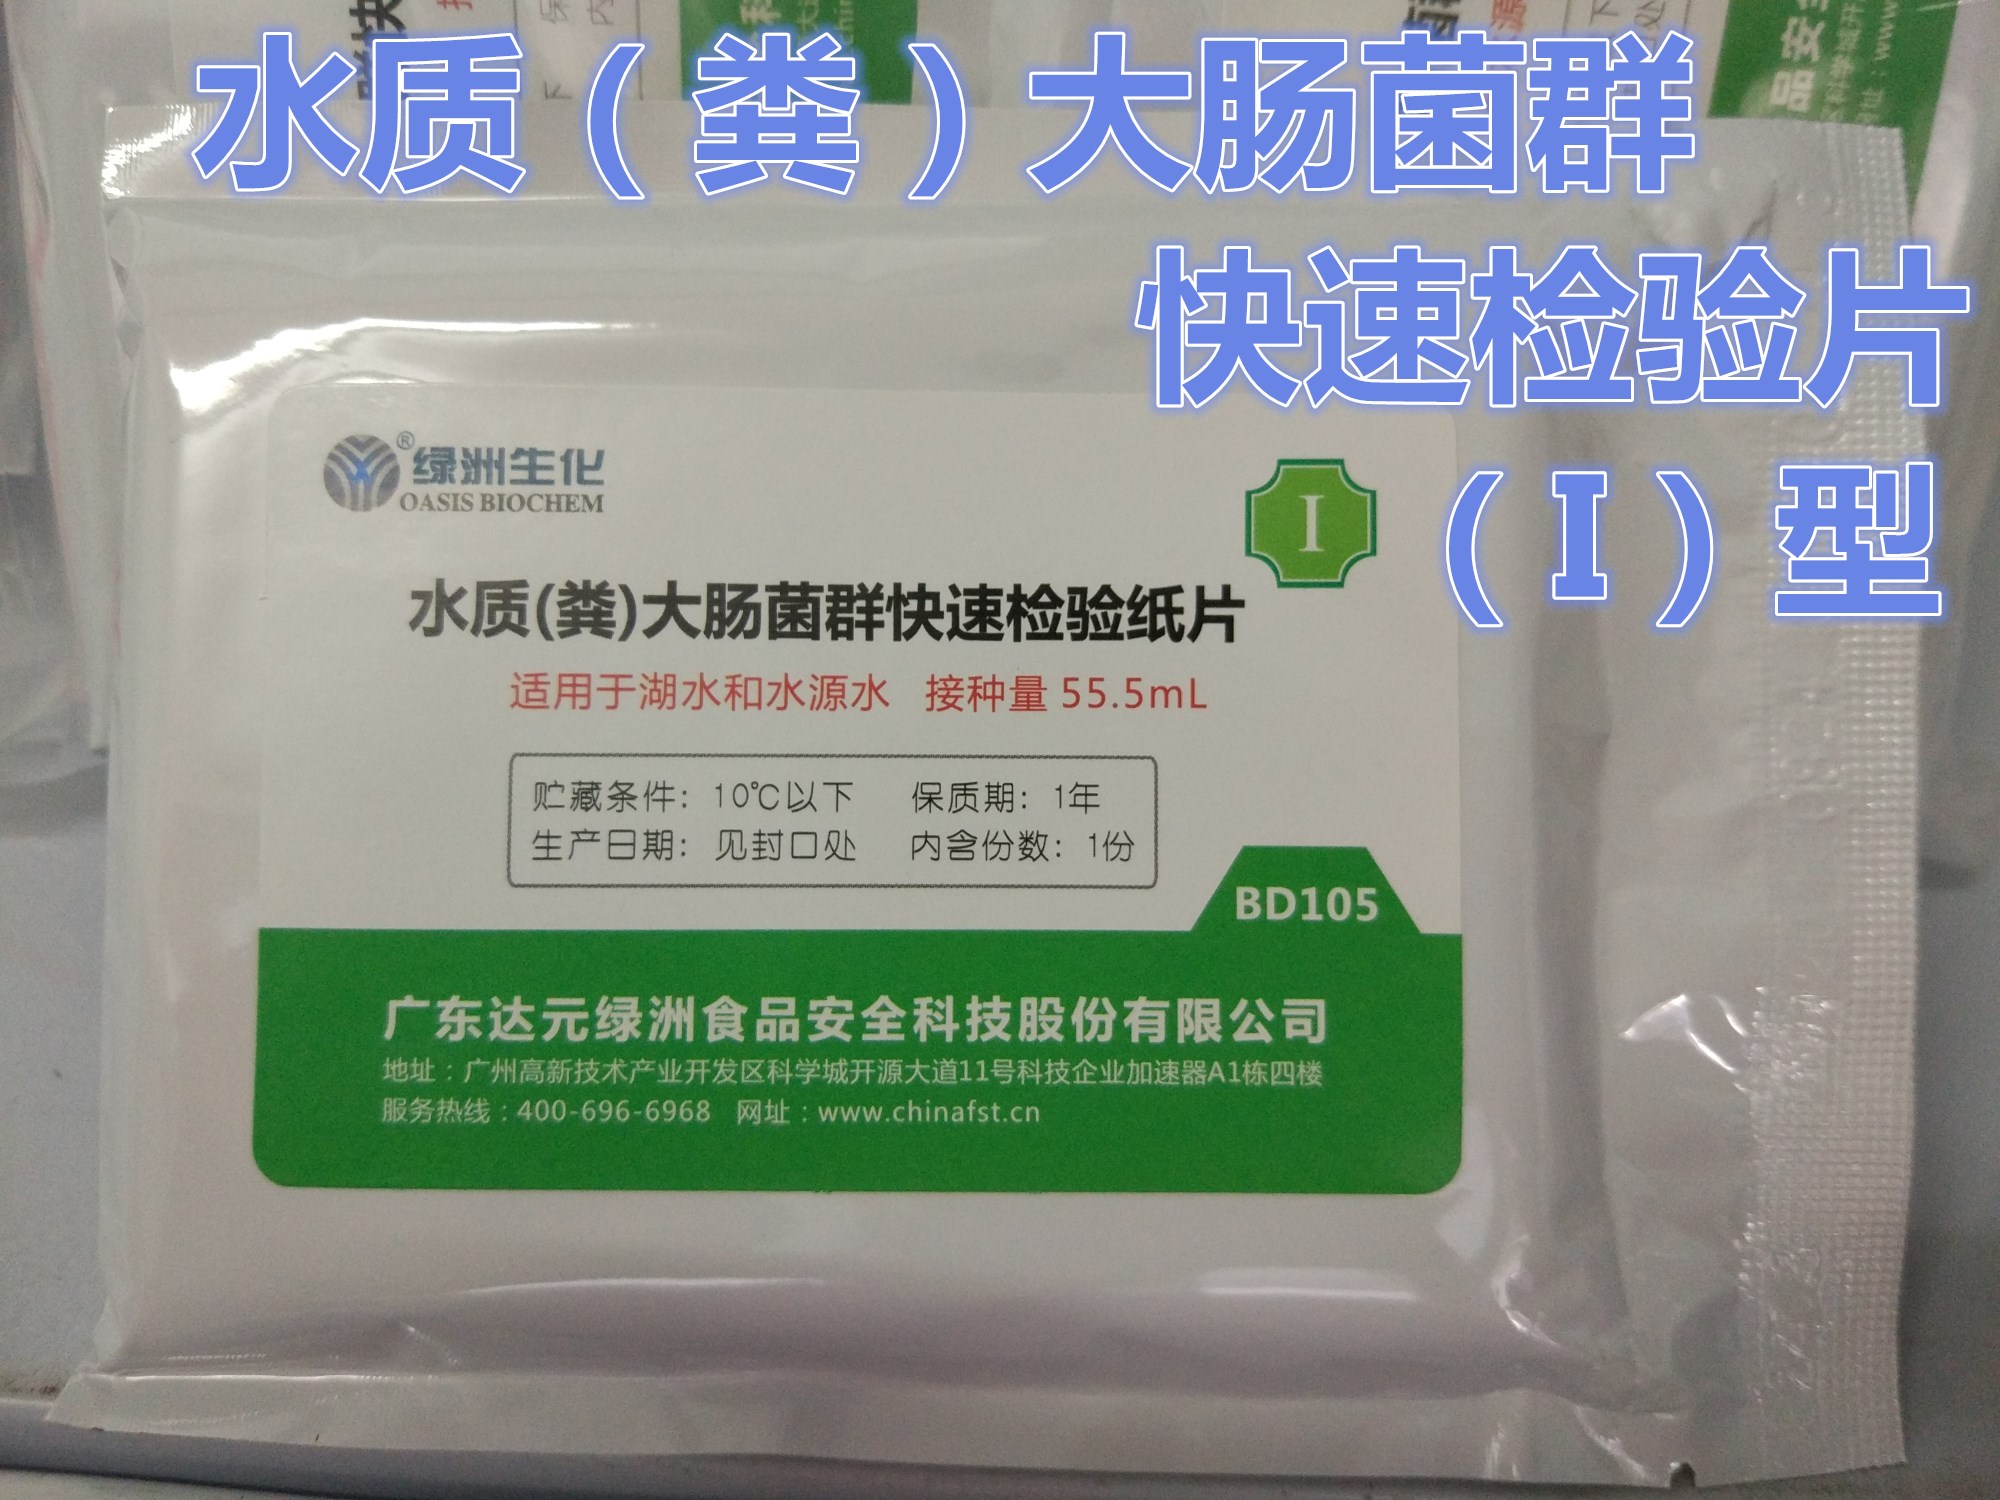 水质（粪）大肠菌群
快速检验片
（I）型
®绿洲生化
OASIS BIOCHEM
I
水质(粪)大肠菌群快速检验纸片
适用于湖水和水源水 接种量 55.5mL
贮藏条件：10℃以下 保质期：1年
生产日期：见封口处 内含份数：1份
BD105
广东达元绿洲食品安全科技股份有限公司
地址：广州高新技术产业开发区科学城开源大道11号科技企业加速器A1栋四楼
服务热线：400-696-6968 网址：www.chinafst.cn